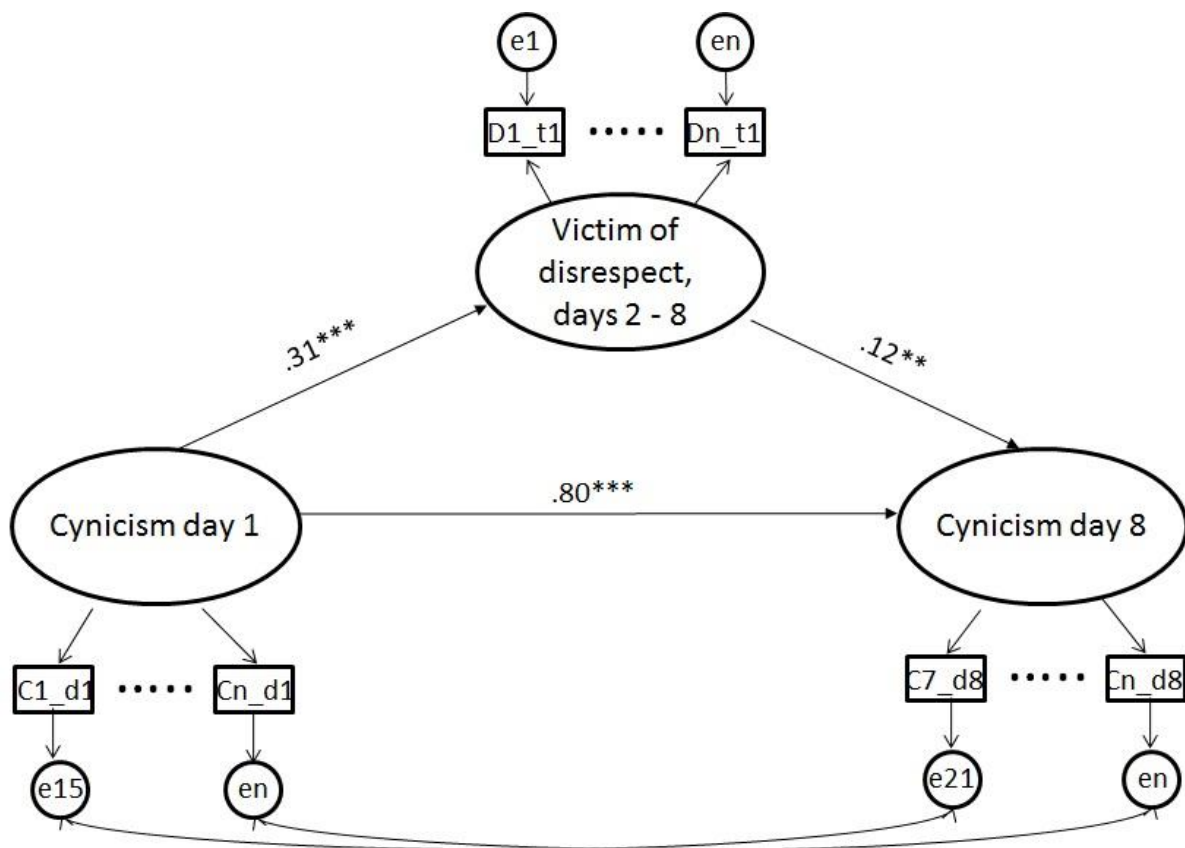 e1 en
D1_t1 ..... Dn_t1
Victim of
disrespect,
days 2 - 8
.31***
.12**
Cynicism day 1
.80***
Cynicism day 8
C1_d1 ..... Cn_d1
C7_d8 ..... Cn_d8
e15 en
e21 en